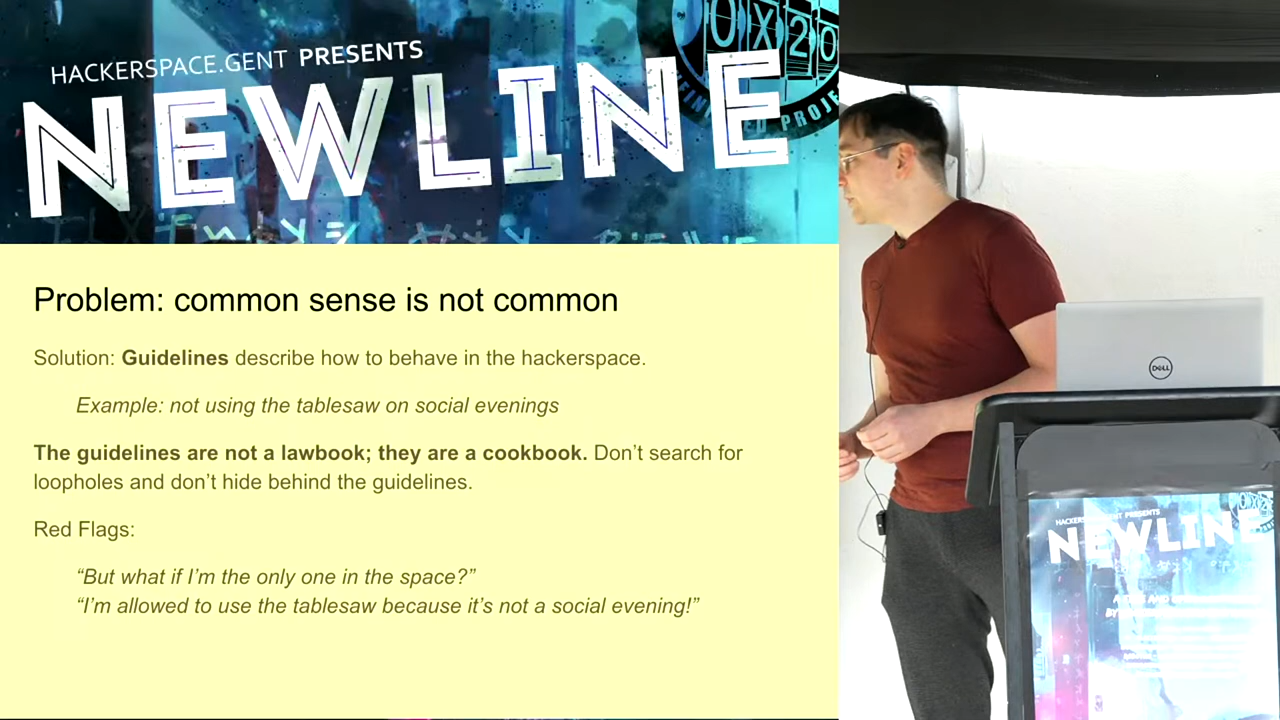 HACKERSPACE.GENT PRESENTS
NEWLINE
0X20
Problem: common sense is not common
Solution: Guidelines describe how to behave in the hackerspace.
Example: not using the tablesaw on social evenings
The guidelines are not a lawbook; they are a cookbook. Don’t search for
loopholes and don’t hide behind the guidelines.
Red Flags:
“But what if I’m the only one in the space?”
“I’m allowed to use the tablesaw because it’s not a social evening!”
DELL
PRESENTS
NEWLINE